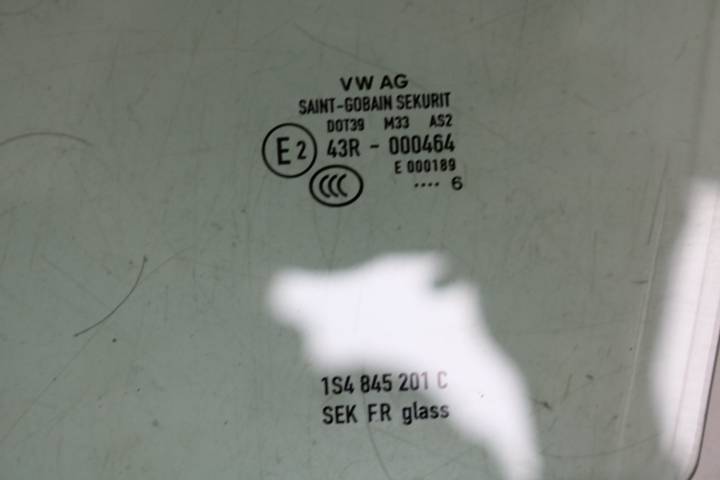 VW AG
SAINT-GOBAIN SEKURIT
DOT39 M33 AS2
E2 43R - 000464
E 000189
CCC
.... 6
1S4 845 201 C
SEK FR glass